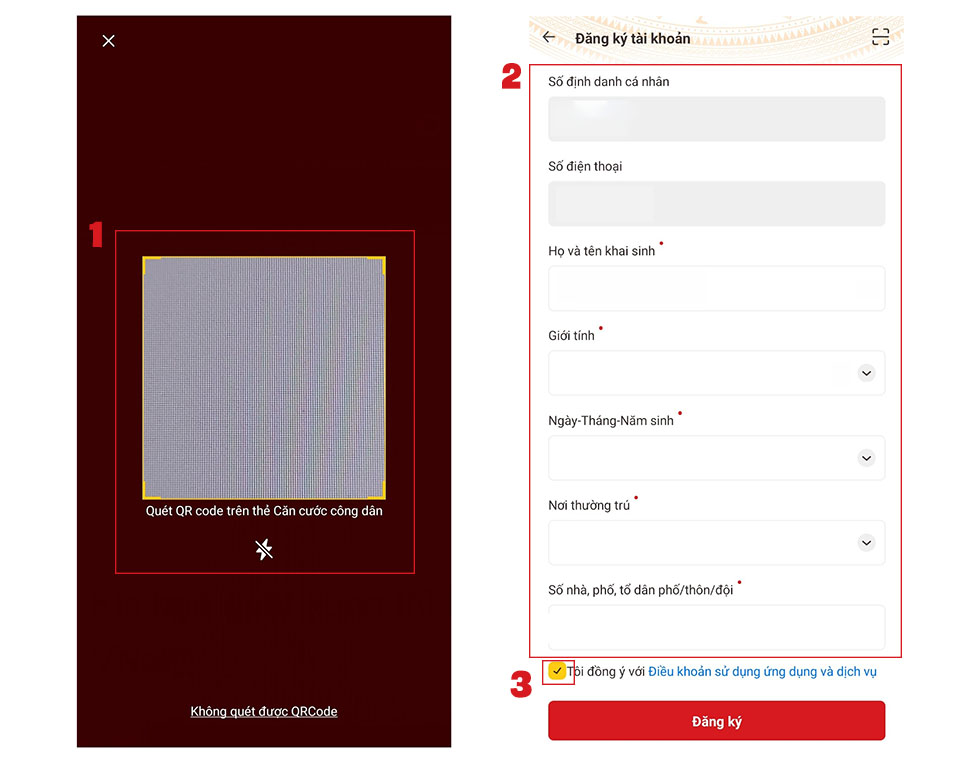 1
Quét QR code trên thẻ Căn cước công dân
Không quét được QRCode
Đăng ký tài khoản
2
Số định danh cá nhân
Số điện thoại
Họ và tên khai sinh •
Giới tính •
Ngày-Tháng-Năm sinh •
Nơi thường trú •
Số nhà, phố, tổ dân phố/thôn/đội •
3
Tôi đồng ý với Điều khoản sử dụng ứng dụng và dịch vụ
Đăng ký